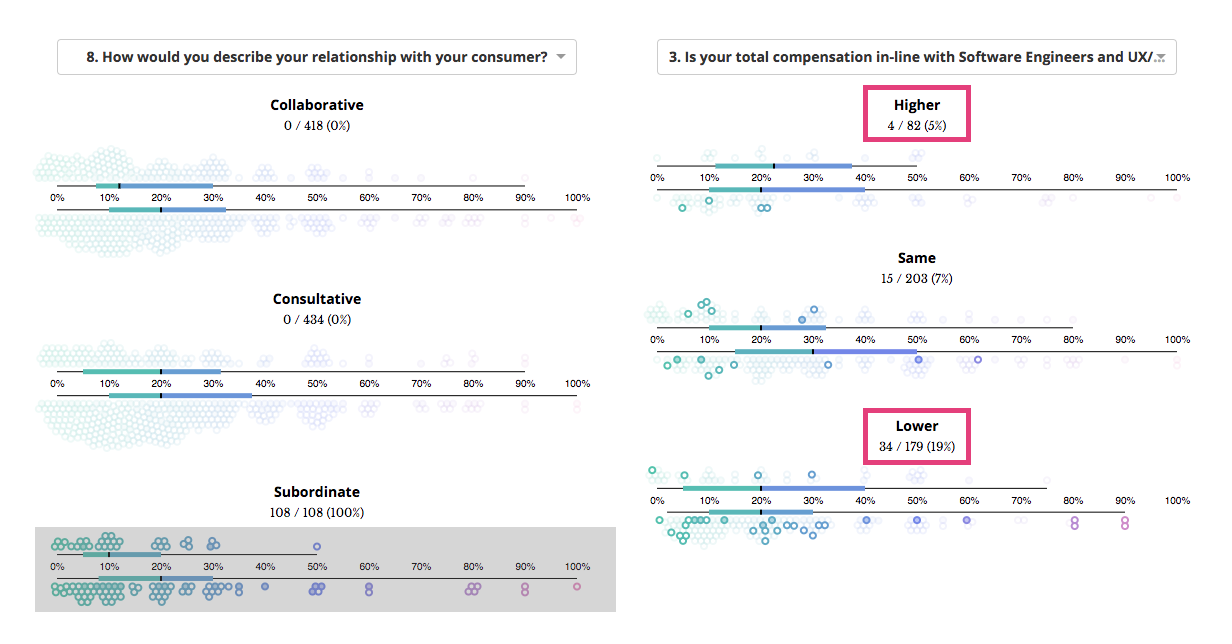 8. How would you describe your relationship with your consumer?
Collaborative
0 / 418 (0%)
0% 10% 20% 30% 40% 50% 60% 70% 80% 90% 100%
Consultative
0 / 434 (0%)
0% 10% 20% 30% 40% 50% 60% 70% 80% 90% 100%
Subordinate
108 / 108 (100%)
0% 10% 20% 30% 40% 50% 60% 70% 80% 90% 100%
3. Is your total compensation in-line with Software Engineers and UX/...
Higher
4 / 82 (5%)
0% 10% 20% 30% 40% 50% 60% 70% 80% 90% 100%
Same
15 / 203 (7%)
0% 10% 20% 30% 40% 50% 60% 70% 80% 90% 100%
Lower
34 / 179 (19%)
0% 10% 20% 30% 40% 50% 60% 70% 80% 90% 100%